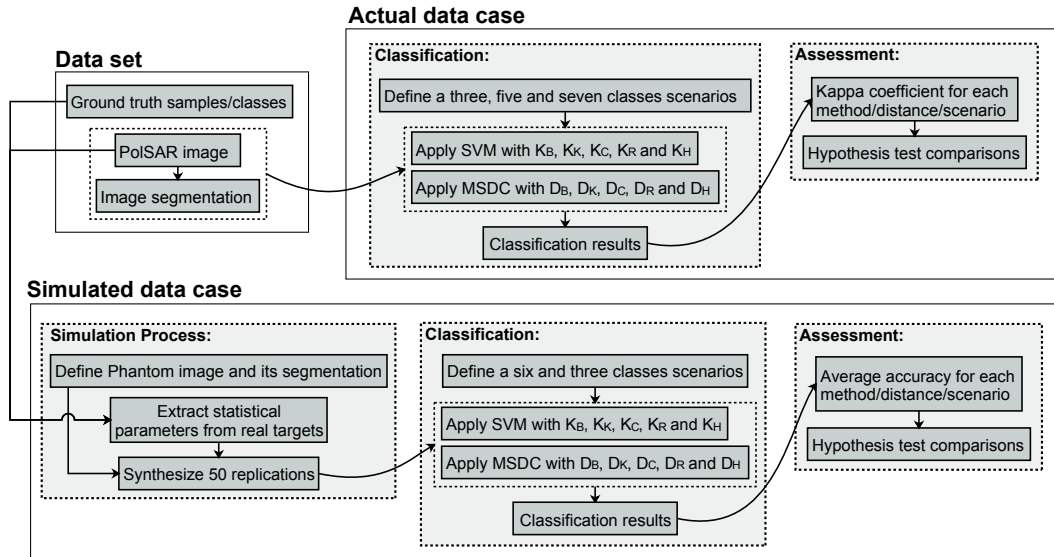 Actual data case
Data set
Ground truth samples/classes
PolSAR image
Image segmentation
Classification:
Define a three, five and seven classes scenarios
Apply SVM with KB, KK, KC, KR and KH
Apply MSDC with DB, DK, DC, DR and DH
Classification results
Assessment:
Kappa coefficient for each
method/distance/scenario
Hypothesis test comparisons
Simulated data case
Simulation Process:
Define Phantom image and its segmentation
Extract statistical
parameters from real targets
Synthesize 50 replications
Classification:
Define a six and three classes scenarios
Apply SVM with KB, KK, KC, KR and KH
Apply MSDC with DB, DK, DC, DR and DH
Classification results
Assessment:
Average accuracy for each
method/distance/scenario
Hypothesis test comparisons